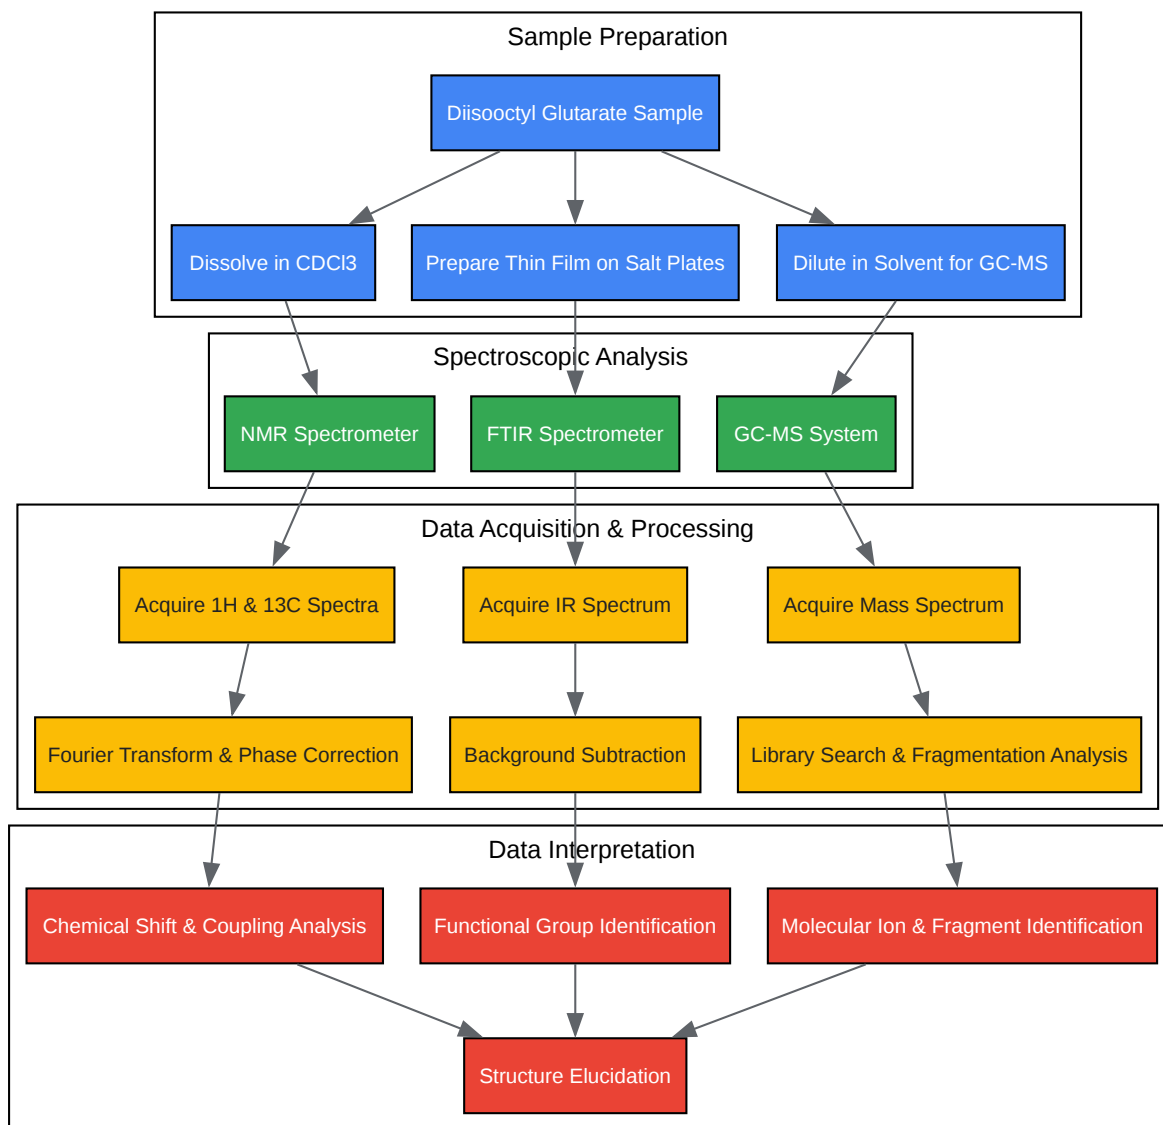 Sample Preparation
Diisooctyl Glutarate Sample
Dissolve in CDCl3
Prepare Thin Film on Salt Plates
Dilute in Solvent for GC-MS
Spectroscopic Analysis
NMR Spectrometer
FTIR Spectrometer
GC-MS System
Data Acquisition & Processing
Acquire 1H & 13C Spectra
Acquire IR Spectrum
Acquire Mass Spectrum
Fourier Transform & Phase Correction
Background Subtraction
Library Search & Fragmentation Analysis
Data Interpretation
Chemical Shift & Coupling Analysis
Functional Group Identification
Molecular Ion & Fragment Identification
Structure Elucidation